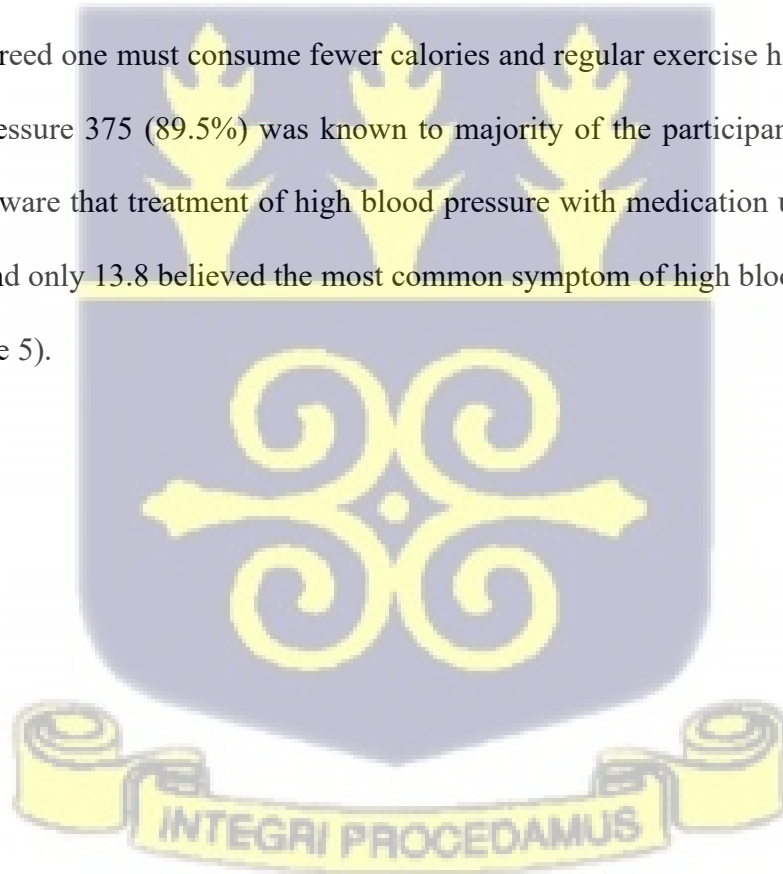 reed one must consume fewer calories and regular exercise h
essure 375 (89.5%) was known to majority of the participan
ware that treatment of high blood pressure with medication u
nd only 13.8 believed the most common symptom of high bloo
e 5).
INTEGRI PROCEDAMUS